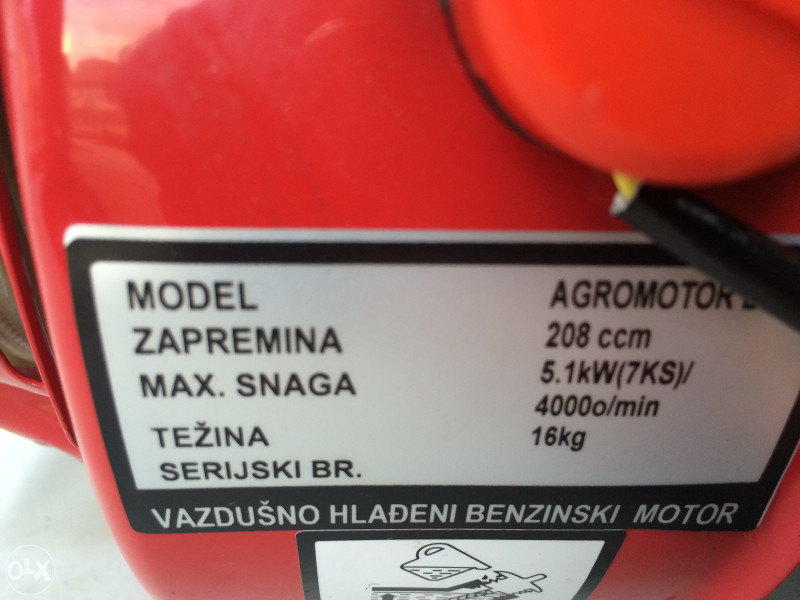 MODEL AGROMOTOR
ZAPREMINA 208 ccm
MAX. SNAGA 5.1kW(7KS)/
4000o/min
TEŽINA 16kg
SERIJSKI BR.
VAZDUŠNO HLAĐENI BENZINSKI MOTOR
OLX